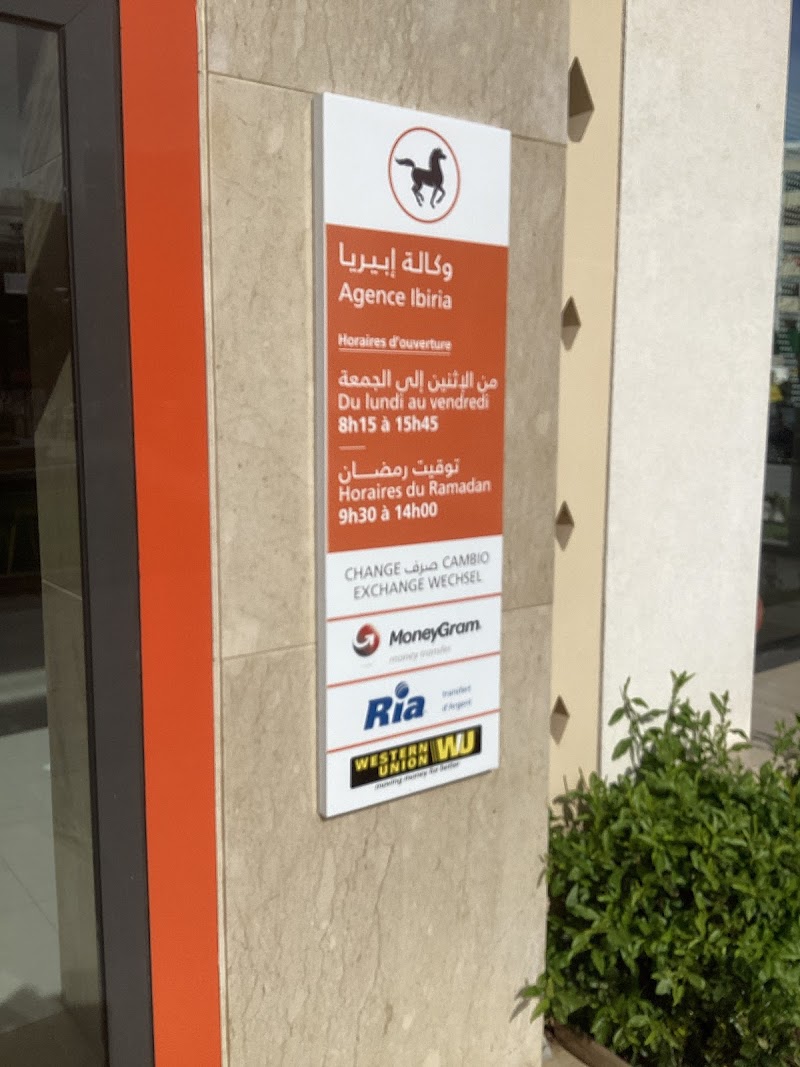 وكالة إبيريا
Agence Ibiria
Horaires d'ouverture
من الإثنين إلى الجمعة
Du lundi au vendredi
8h15 à 15h45
توقيت رمضــــان
Horaires du Ramadan
9h30 à 14h00
CHANGE صرف CAMBIO
EXCHANGE WECHSEL
MoneyGram
money transfer
Ria
transfert
d'Argent
WESTERN
UNION
WU
moving money for better